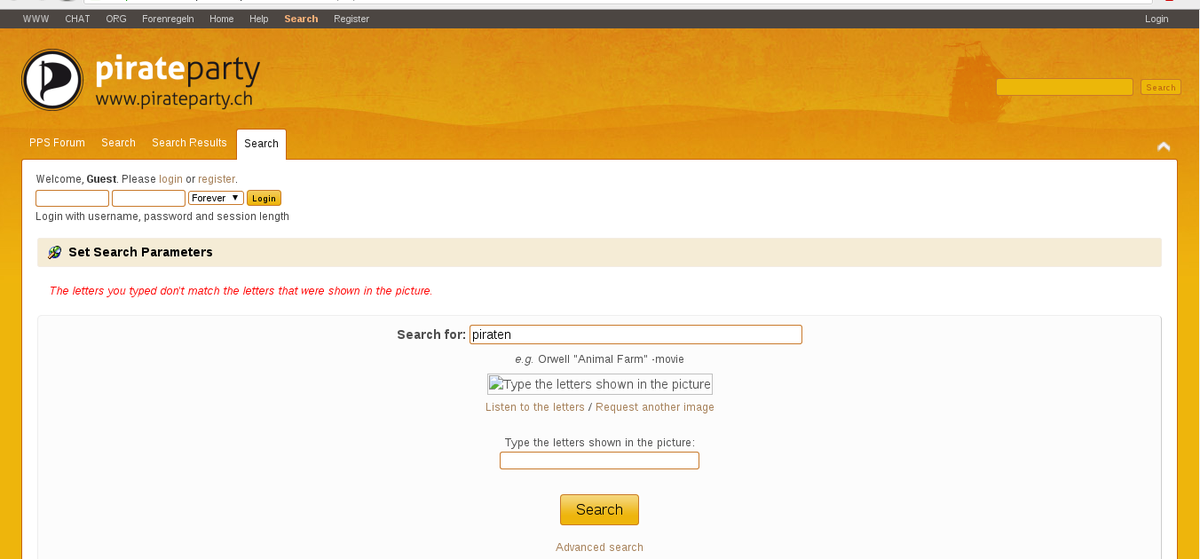 WWW CHAT ORG Forenregeln Home Help Search Register Login
pirateparty
www.pirateparty.ch
Search
PPS Forum Search Search Results Search
Welcome, Guest. Please login or register.
Forever Login
Login with username, password and session length
Set Search Parameters
The letters you typed don't match the letters that were shown in the picture.
Search for: piraten
e.g. Orwell "Animal Farm" -movie
Type the letters shown in the picture
Listen to the letters / Request another image
Type the letters shown in the picture:
Search
Advanced search